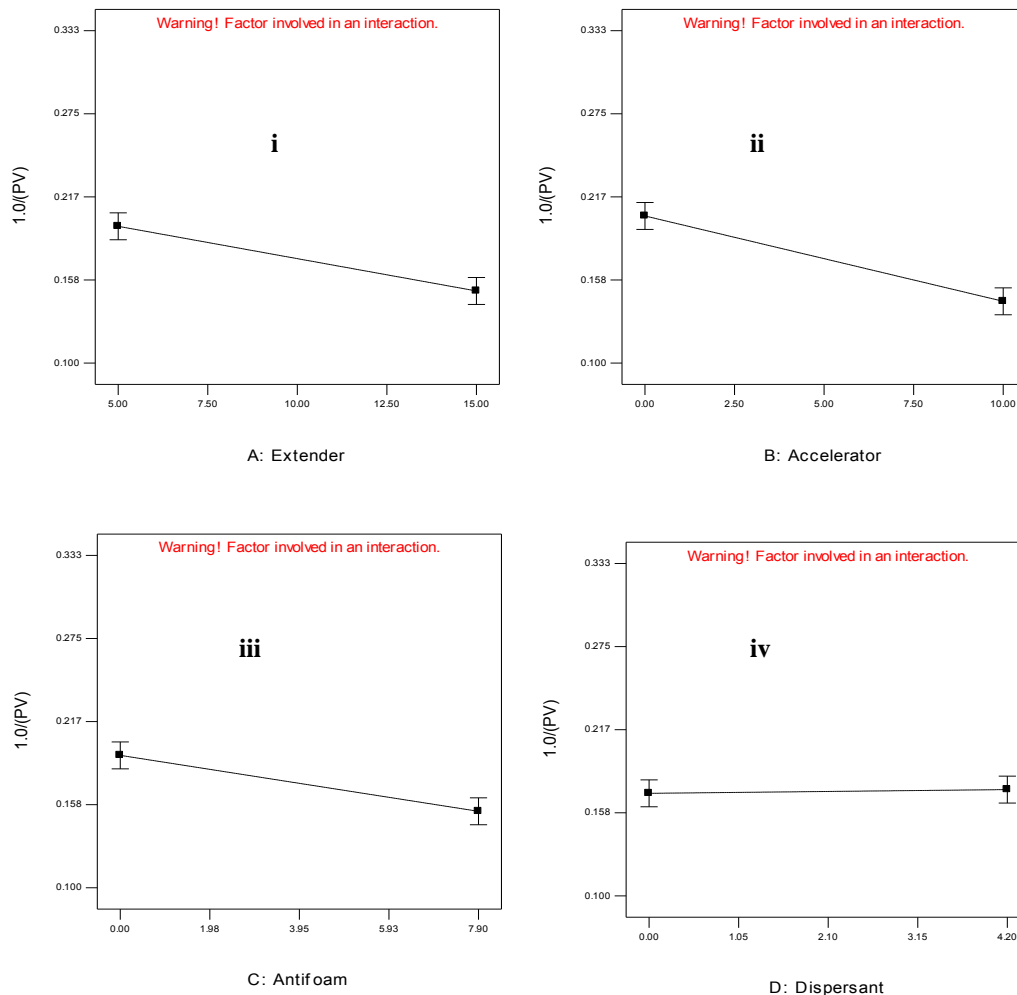 Warning! Factor involved in an interaction.
0.333
0.275
0.217
0.158
0.100
1.0/(PV)
i
5.00 7.50 10.00 12.50 15.00
A: Extender
Warning! Factor involved in an interaction.
0.333
0.275
0.217
0.158
0.100
1.0/(PV)
ii
0.00 2.50 5.00 7.50 10.00
B: Accelerator
Warning! Factor involved in an interaction.
0.333
0.275
0.217
0.158
0.100
1.0/(PV)
iii
0.00 1.98 3.95 5.93 7.90
C: Antifoam
Warning! Factor involved in an interaction.
0.333
0.275
0.217
0.158
0.100
1.0/(PV)
iv
0.00 1.05 2.10 3.15 4.20
D: Dispersant